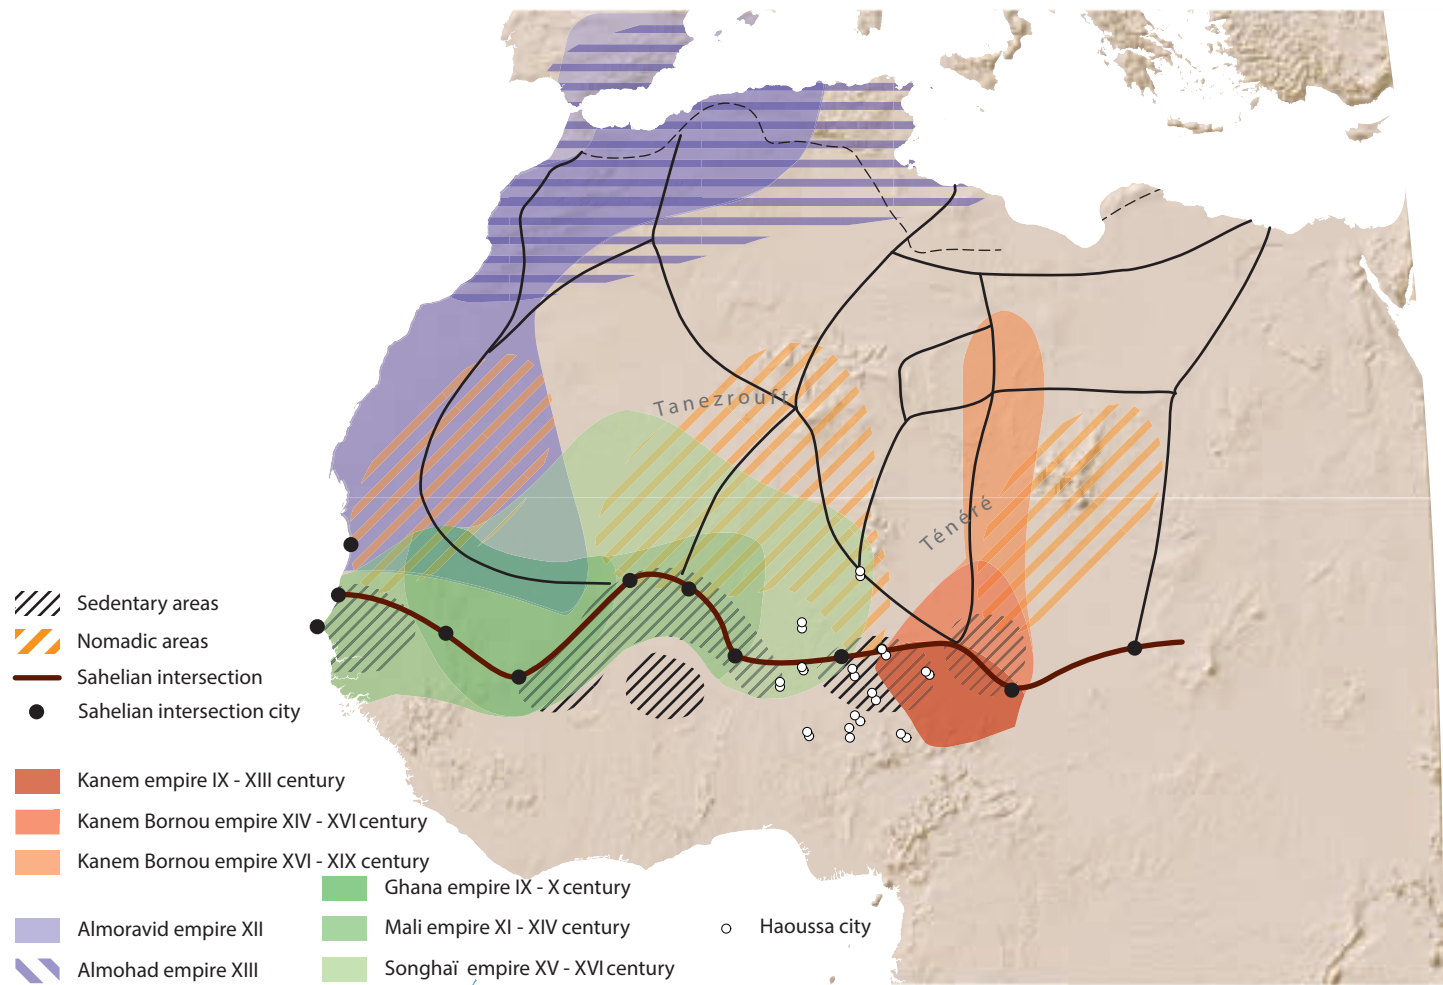 Tanezrouft
Ténéré
Sedentary areas
Nomadic areas
Sahelian intersection
Sahelian intersection city
Kanem empire IX - XIII century
Kanem Bornou empire XIV - XVI century
Kanem Bornou empire XVI - XIX century
Almoravid empire XII
Almohad empire XIII
Ghana empire IX - X century
Mali empire XI - XIV century
Songhaï empire XV - XVI century
Haoussa city